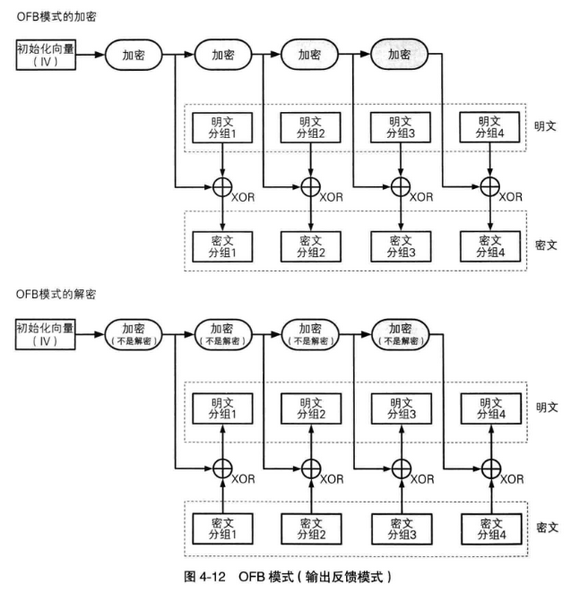 OFB模式的加密
初始化向量
（IV）
加密
加密
加密
加密
明文
分组1
明文
分组2
明文
分组3
明文
分组4
明文
XOR
XOR
XOR
XOR
密文
分组1
密文
分组2
密文
分组3
密文
分组4
密文
OFB模式的解密
初始化向量
（IV）
加密
（不是解密）
加密
（不是解密）
加密
（不是解密）
加密
（不是解密）
明文
分组1
明文
分组2
明文
分组3
明文
分组4
明文
XOR
XOR
XOR
XOR
密文
分组1
密文
分组2
密文
分组3
密文
分组4
密文
图 4-12 OFB 模式（输出反馈模式）